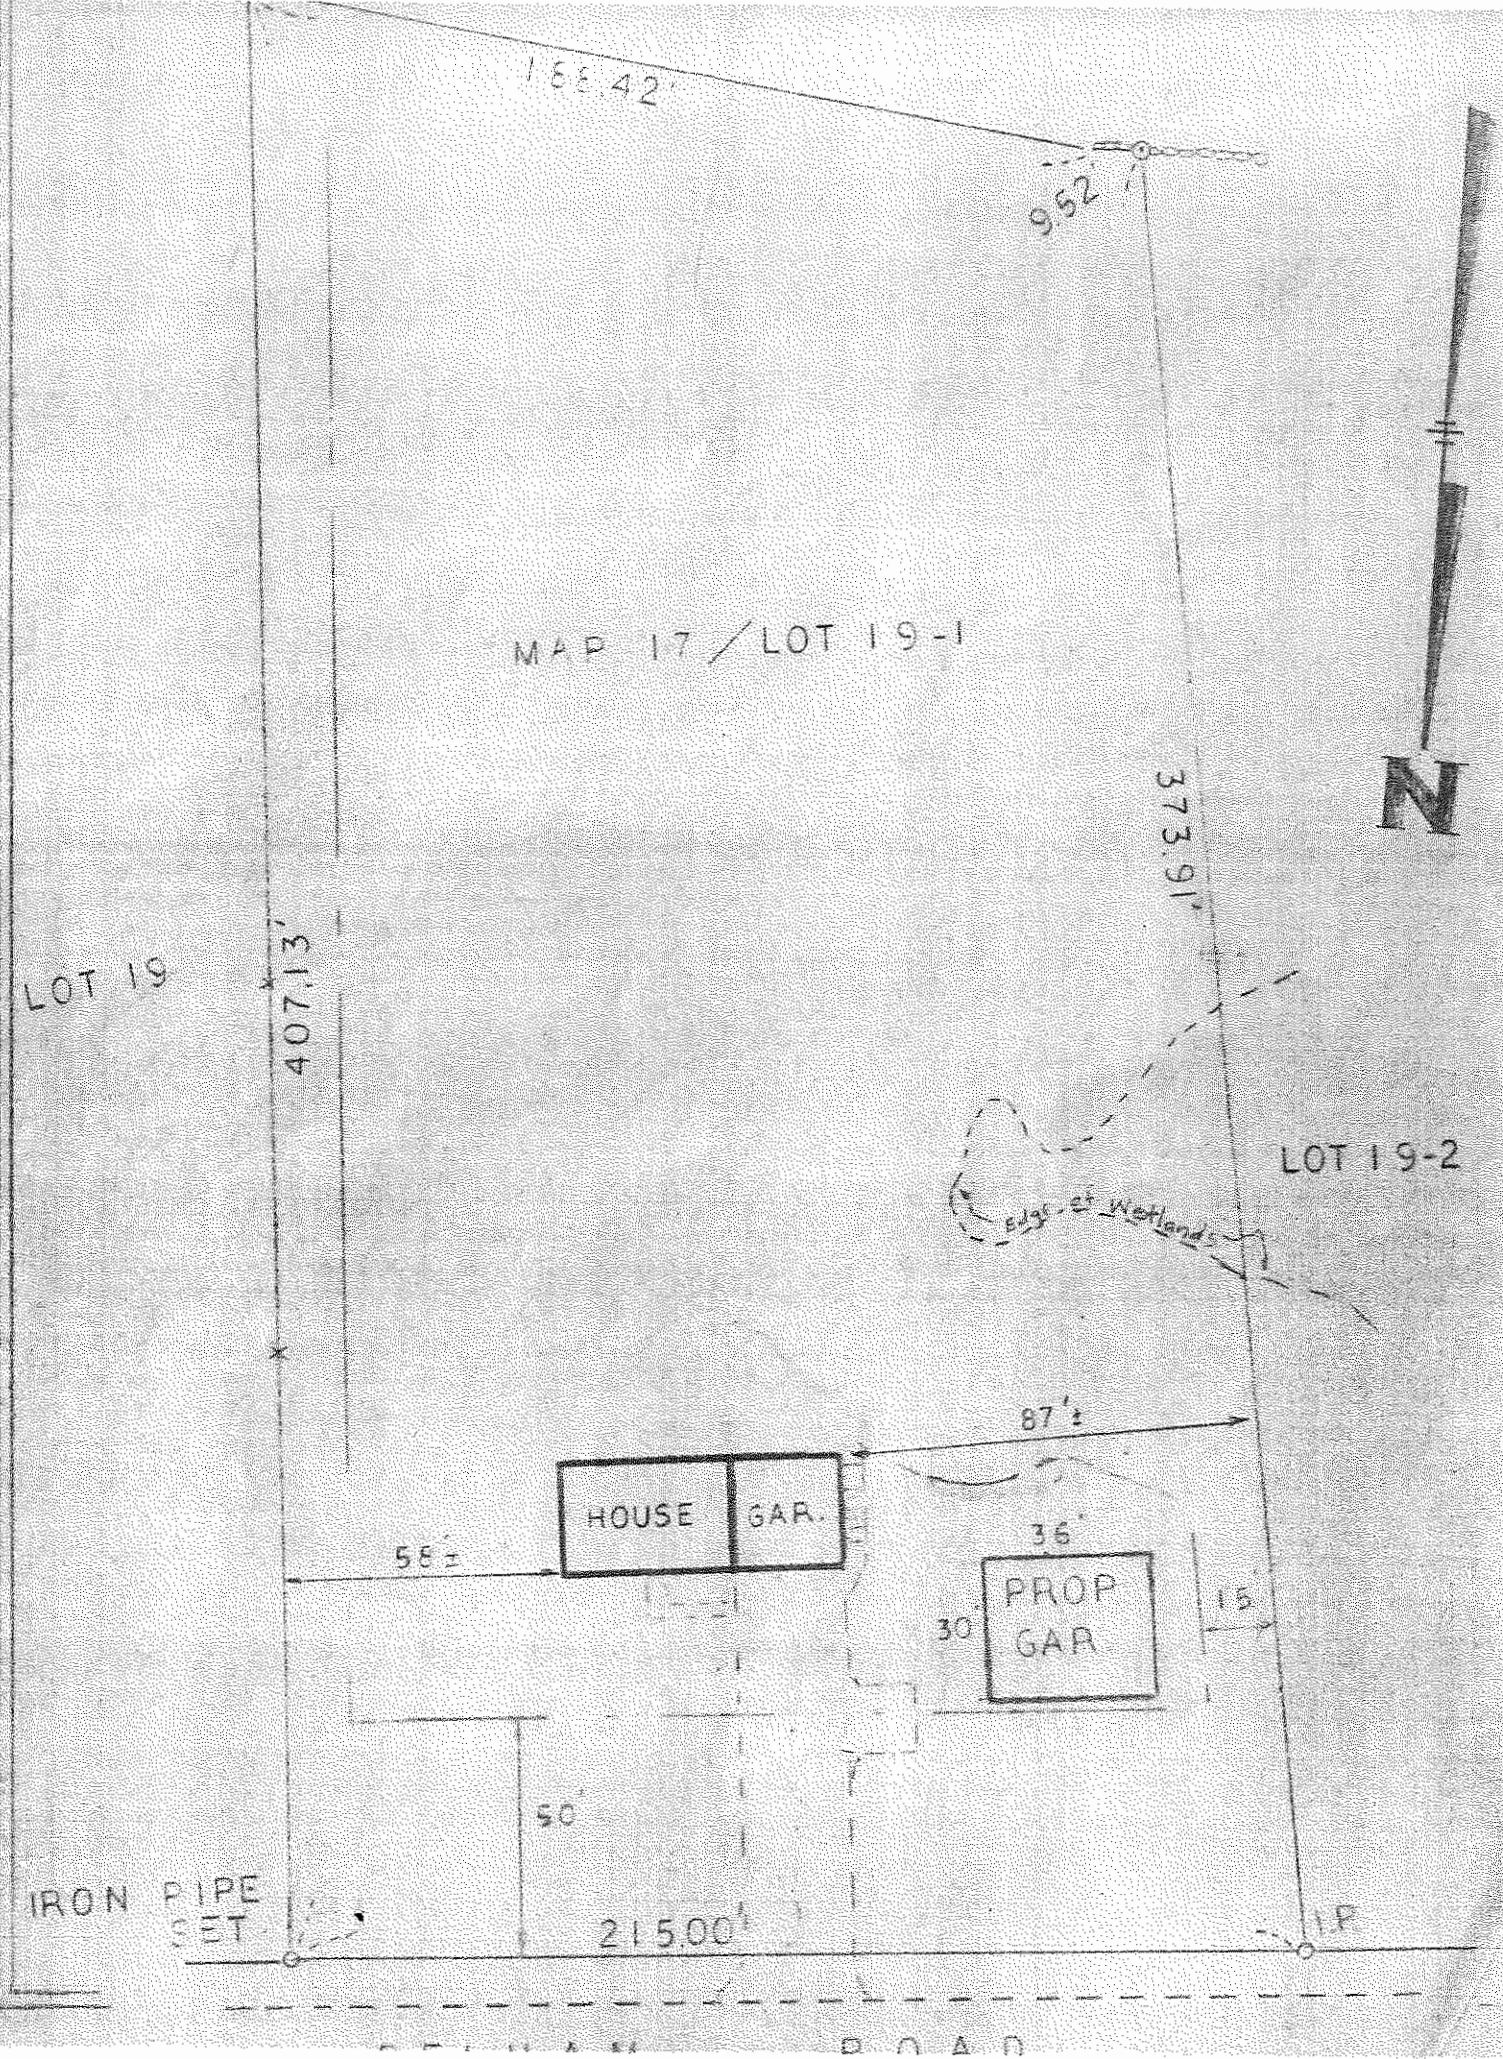 188.42'
9.52'
N
MAP 17 / LOT 19-1
373.91'
LOT 19
407.13'
LOT 19-2
Edge of Wetlands
87'±
HOUSE
GAR.
58'±
36'
PROP
GAR
30'
15'
50'
IRON PIPE
SET
215.00'
I.P.
ROAD